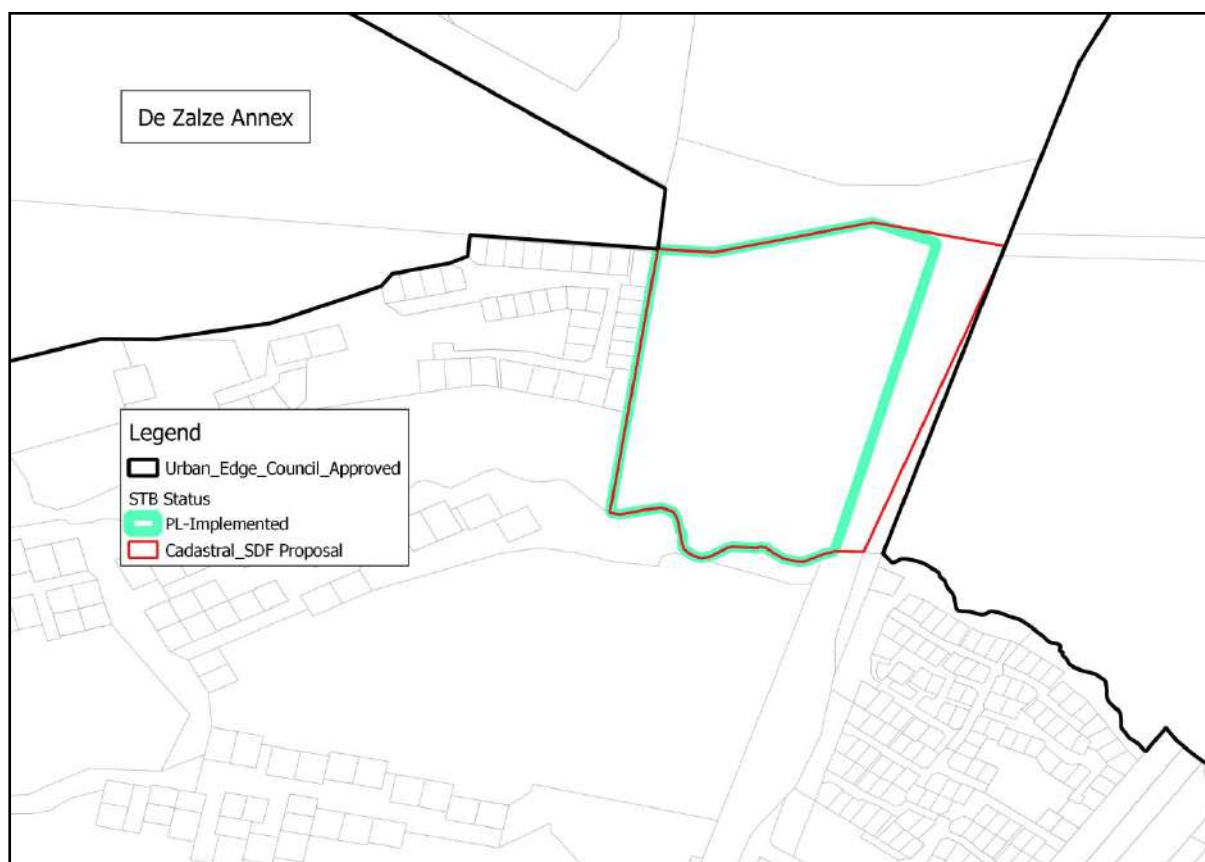 De Zalze Annex
Legend
Urban_Edge_Council_Approved
STB Status
PL-Implemented
Cadastral_SDF Proposal